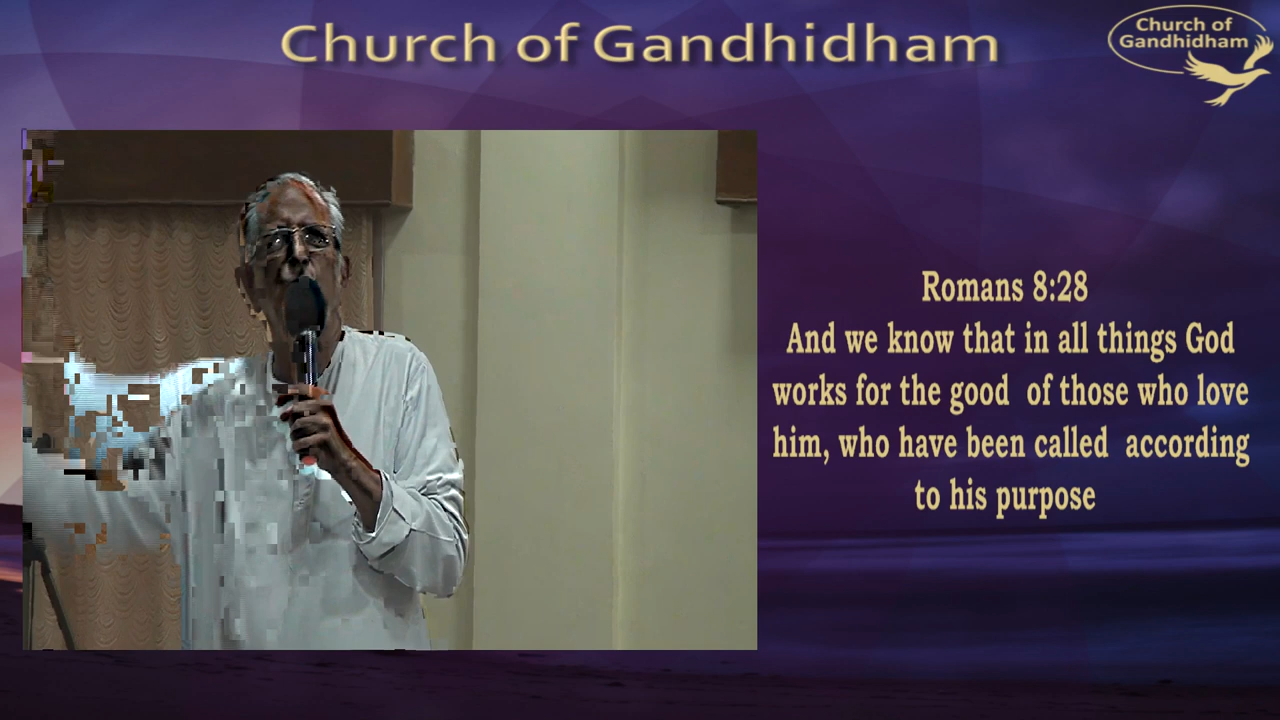 Church of Gandhidham
Church of
Gandhidham
Romans 8:28
And we know that in all things God
works for the good of those who love
him, who have been called according
to his purpose